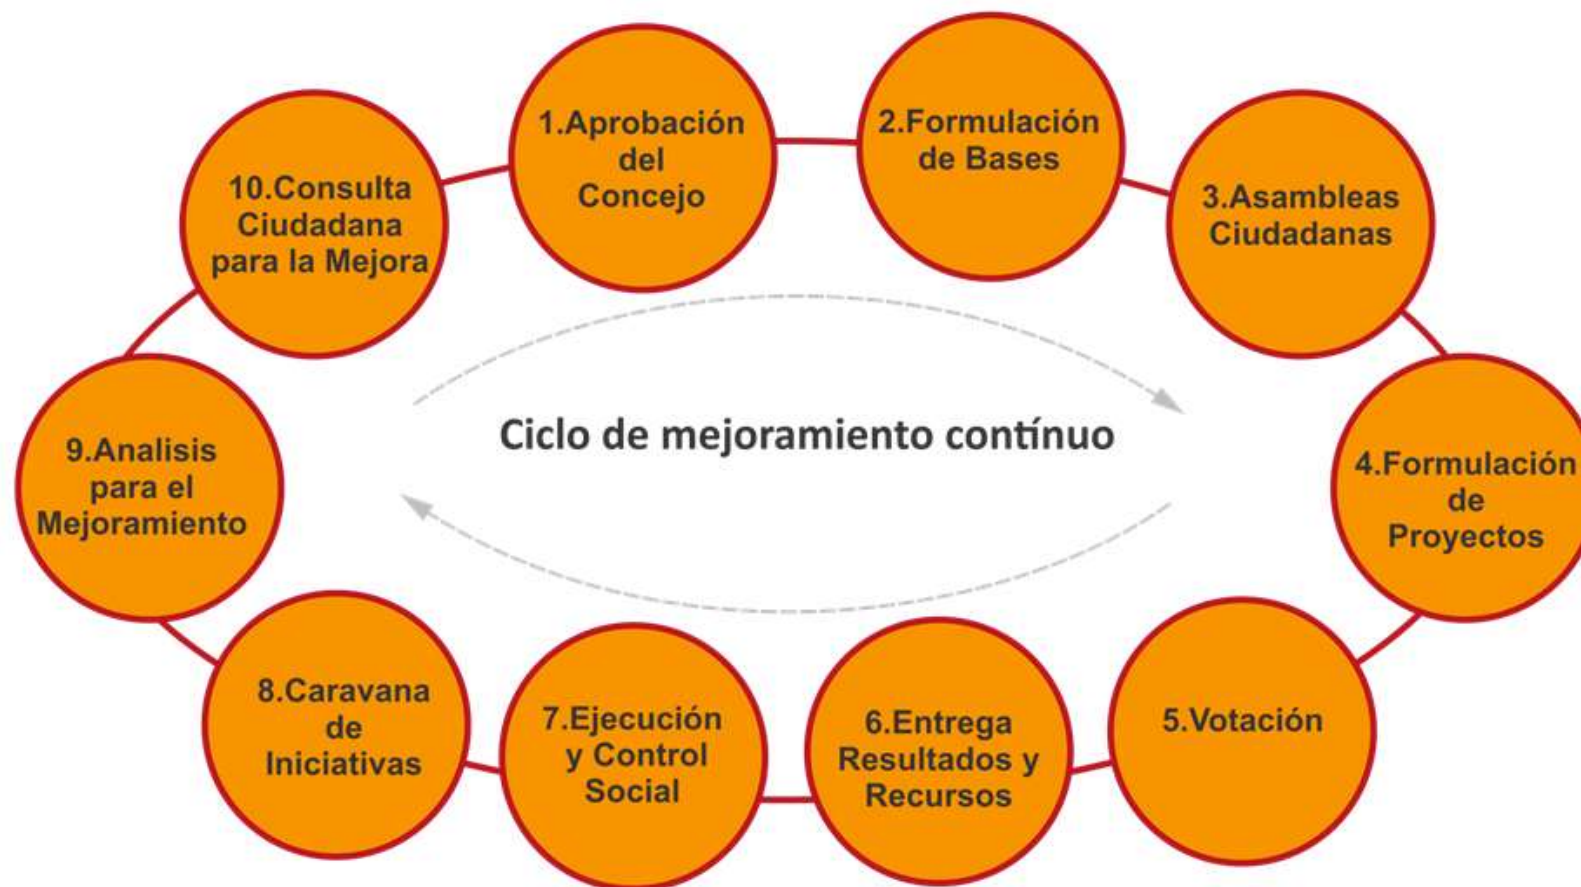 1.Aprobación
del
Concejo
2.Formulación
de Bases
3.Asambleas
Ciudadanas
4.Formulación
de
Proyectos
5.Votación
6.Entrega
Resultados y
Recursos
7.Ejecución
y Control
Social
8.Caravana
de
Iniciativas
9.Analisis
para el
Mejoramiento
10.Consulta
Ciudadana
para la Mejora
Ciclo de mejoramiento contínuo